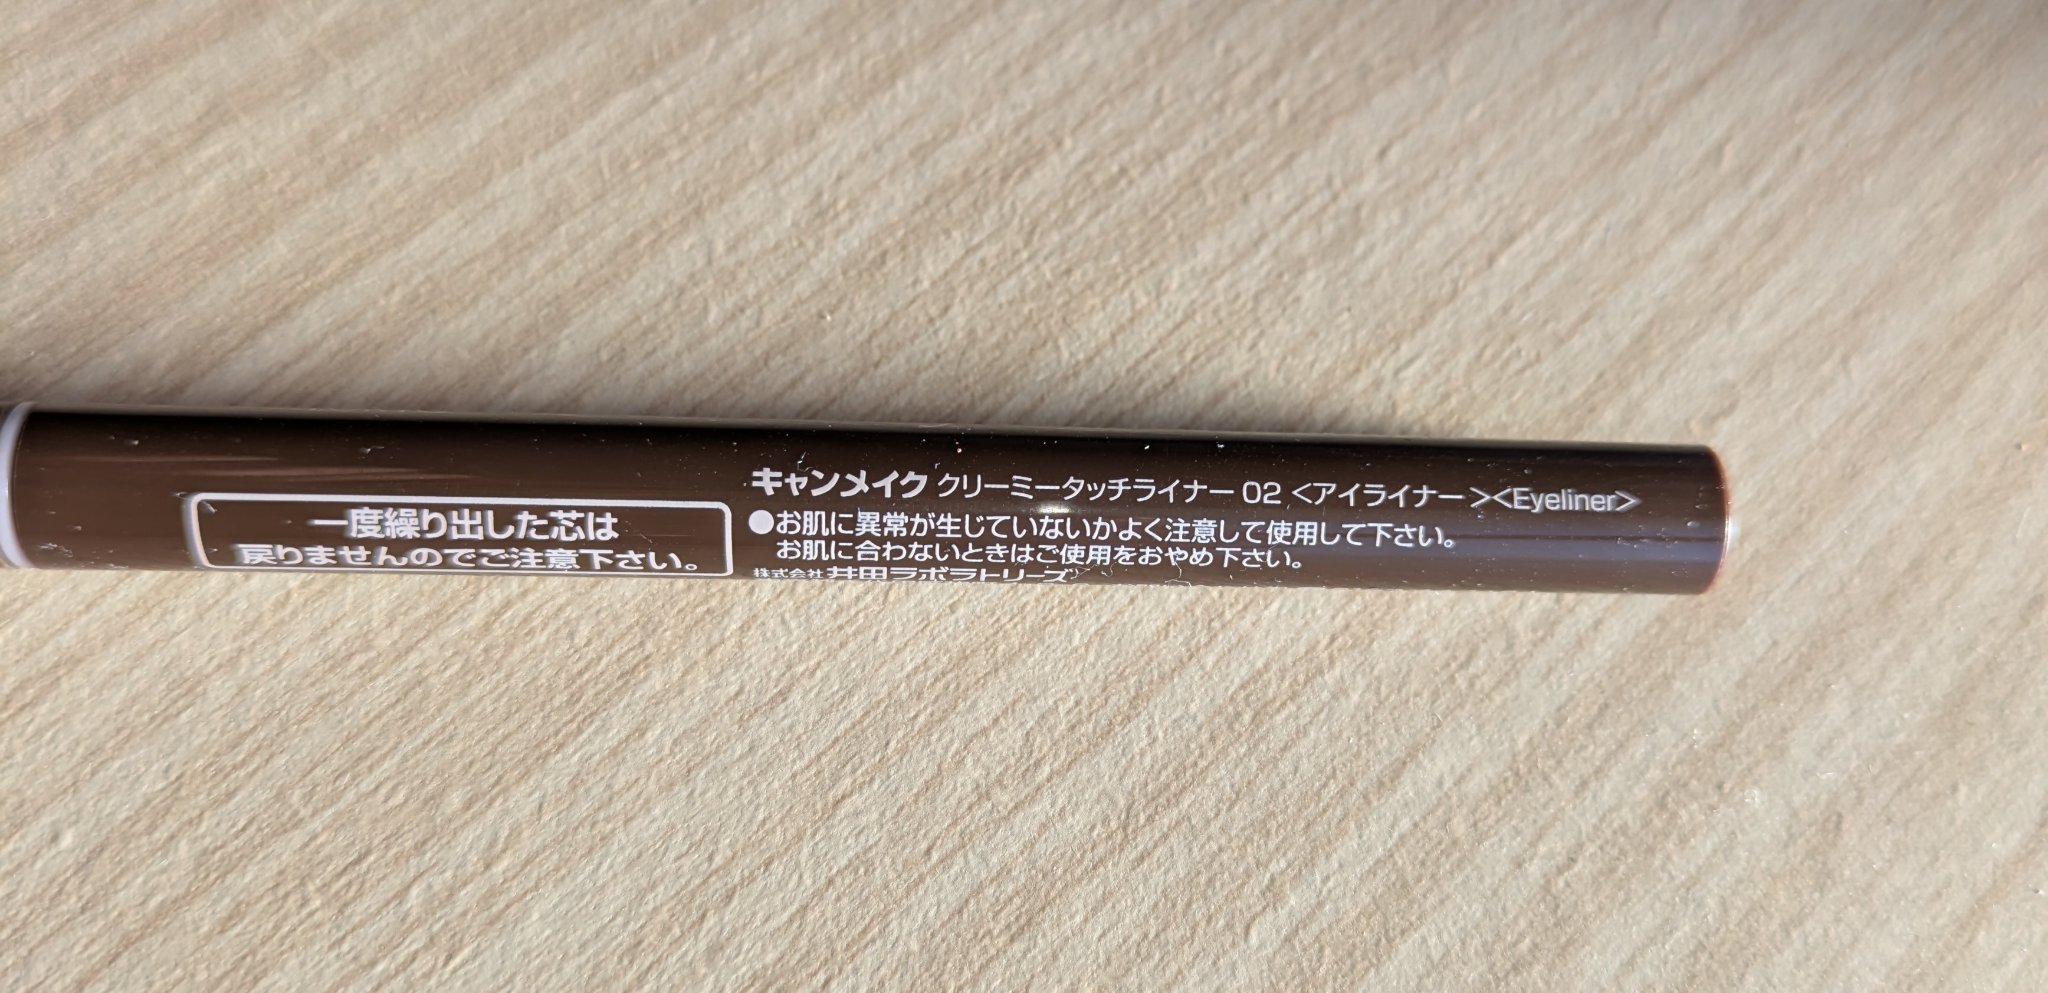 一度繰り出した芯は
戻りませんのでご注意下さい。
キャンメイク クリーミータッチライナー 02 <アイライナー><Eyeliner>
●お肌に異常が生じていないかよく注意して使用して下さい。
お肌に合わないときはご使用をおやめ下さい。
株式会社 井田ラボラトリーズ